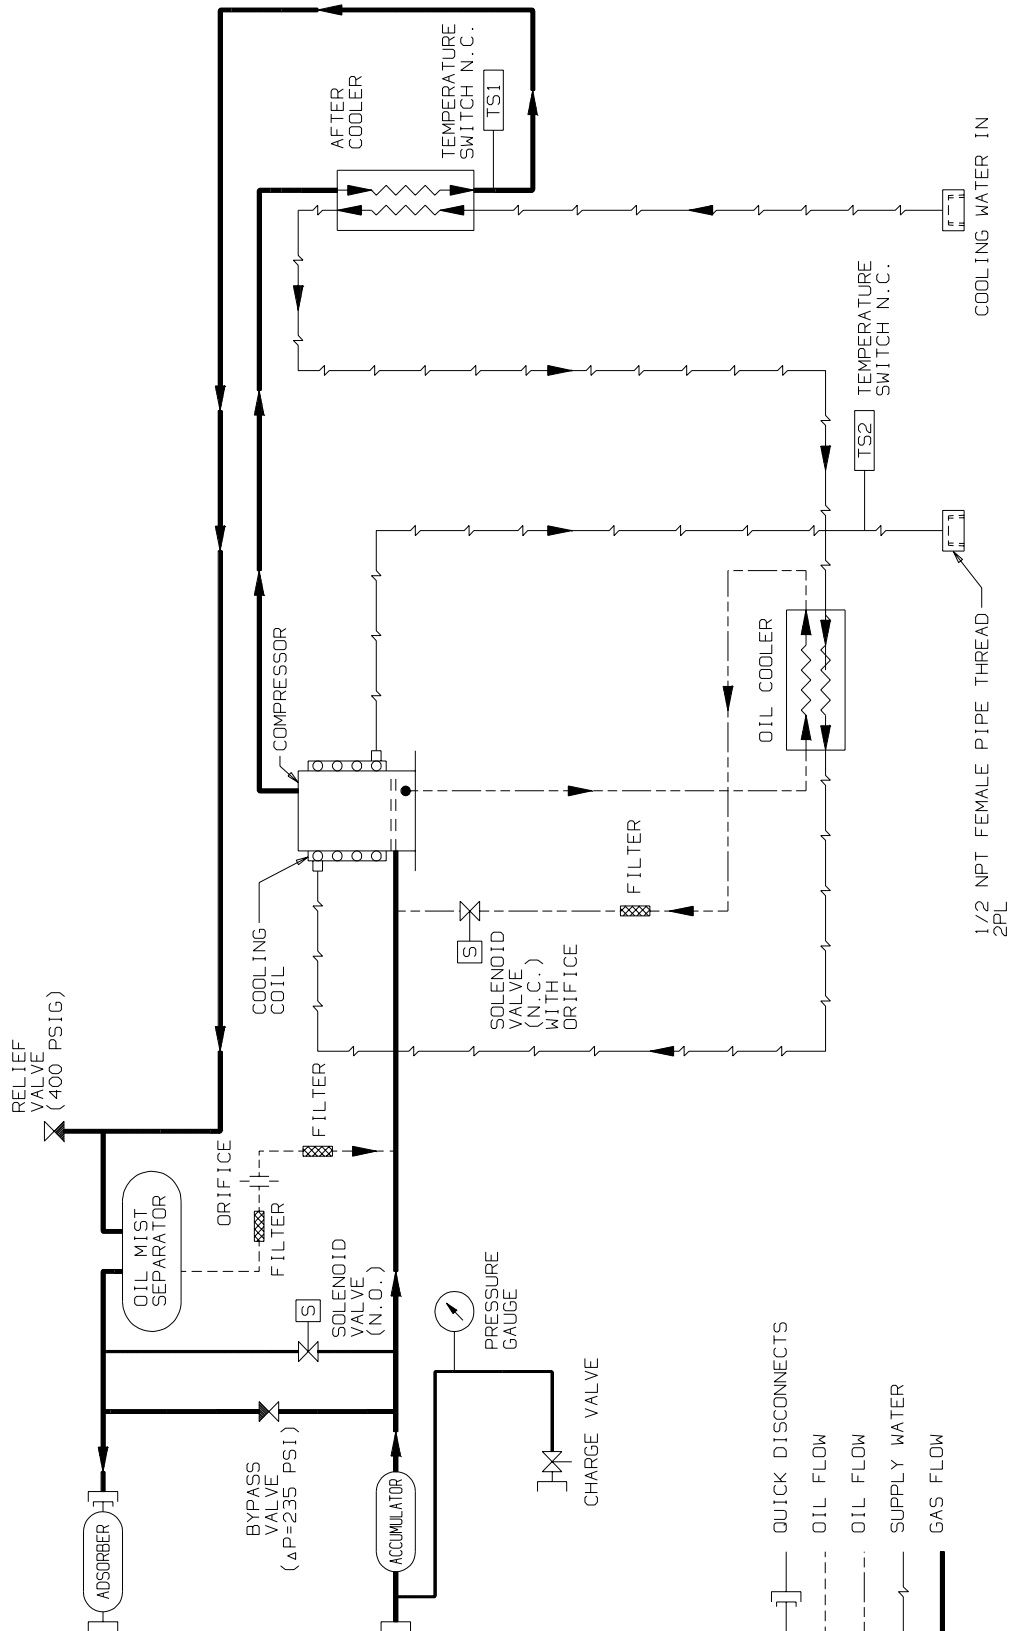 RELIEF
VALVE
(400 PSIG)
OIL MIST
SEPARATOR
ADSORBER
ORIFICE
FILTER
FILTER
BYPASS
VALVE
(ΔP=235 PSI)
SOLENOID
VALVE
(N.O.)
S
ACCUMULATOR
PRESSURE
GAUGE
CHARGE VALVE
COOLING
COIL
COMPRESSOR
AFTER
COOLER
TEMPERATURE
SWITCH N.C.
TS1
S
SOLENOID
VALVE
(N.C.)
WITH
ORIFICE
FILTER
OIL COOLER
TS2
TEMPERATURE
SWITCH N.C.
COOLING WATER IN
1/2 NPT FEMALE PIPE THREAD
2PL
QUICK DISCONNECTS
OIL FLOW
OIL FLOW
SUPPLY WATER
GAS FLOW